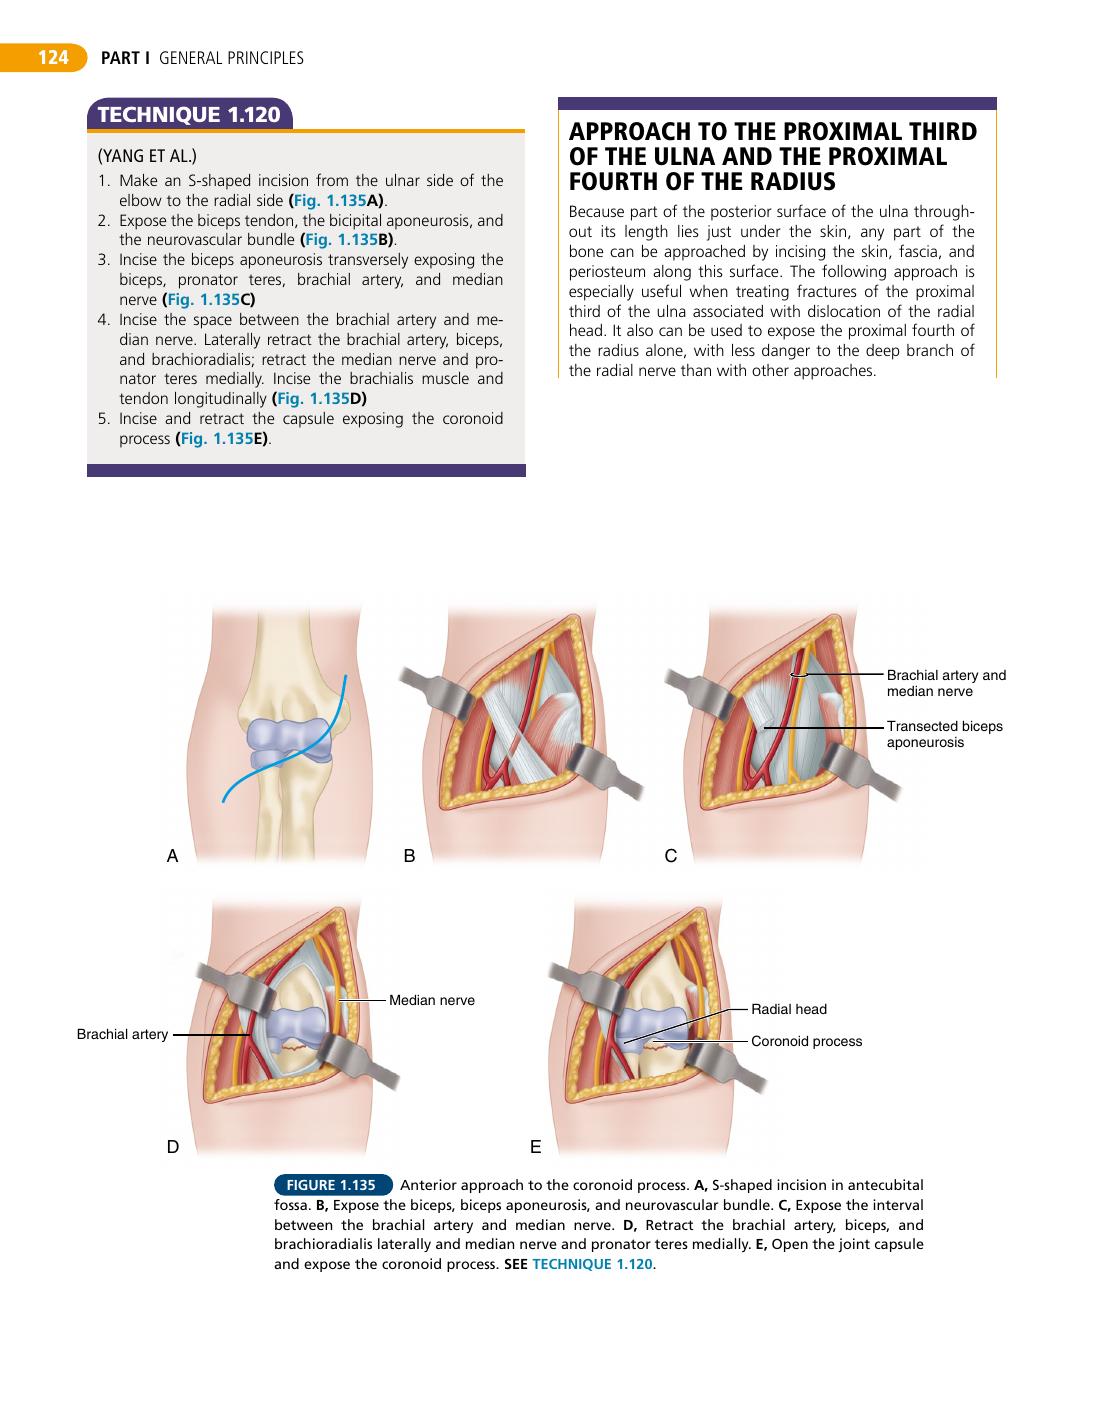 124 PART I GENERAL PRINCIPLES
TECHNIQUE 1.120
(YANG ET AL.)
1. Make an S-shaped incision from the ulnar side of the
elbow to the radial side (Fig. 1.135A).
2. Expose the biceps tendon, the bicipital aponeurosis, and
the neurovascular bundle (Fig. 1.135B).
3. Incise the biceps aponeurosis transversely exposing the
biceps, pronator teres, brachial artery, and median
nerve (Fig. 1.135C)
4. Incise the space between the brachial artery and me-
dian nerve. Laterally retract the brachial artery, biceps,
and brachioradialis; retract the median nerve and pro-
nator teres medially. Incise the brachialis muscle and
tendon longitudinally (Fig. 1.135D)
5. Incise and retract the capsule exposing the coronoid
process (Fig. 1.135E).
APPROACH TO THE PROXIMAL THIRD
OF THE ULNA AND THE PROXIMAL
FOURTH OF THE RADIUS
Because part of the posterior surface of the ulna through-
out its length lies just under the skin, any part of the
bone can be approached by incising the skin, fascia, and
periosteum along this surface. The following approach is
especially useful when treating fractures of the proximal
third of the ulna associated with dislocation of the radial
head. It also can be used to expose the proximal fourth of
the radius alone, with less danger to the deep branch of
the radial nerve than with other approaches.
Brachial artery and
median nerve
Transected biceps
aponeurosis
A
B
C
Median nerve
Brachial artery
Radial head
Coronoid process
D
E
FIGURE 1.135 Anterior approach to the coronoid process. A, S-shaped incision in antecubital
fossa. B, Expose the biceps, biceps aponeurosis, and neurovascular bundle. C, Expose the interval
between the brachial artery and median nerve. D, Retract the brachial artery, biceps, and
brachioradialis laterally and median nerve and pronator teres medially. E, Open the joint capsule
and expose the coronoid process. SEE TECHNIQUE 1.120.